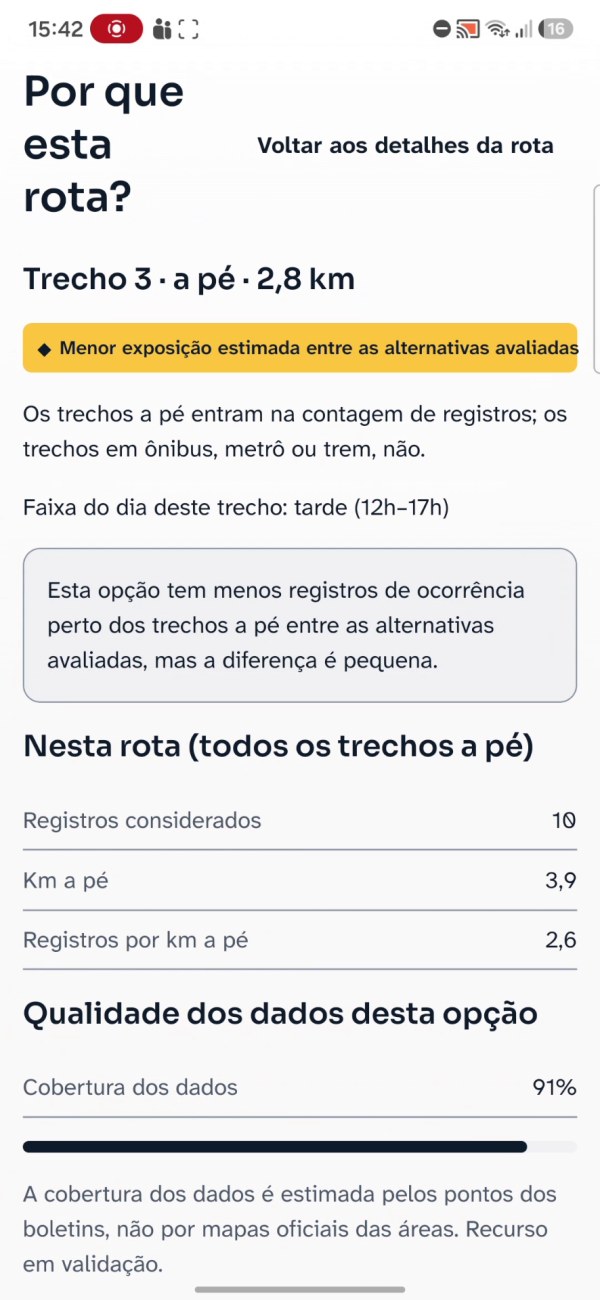 15:42
16
Por que
esta
rota?
Voltar aos detalhes da rota
Trecho 3 · a pé · 2,8 km
◆ Menor exposição estimada entre as alternativas avaliadas
Os trechos a pé entram na contagem de registros; os
trechos em ônibus, metrô ou trem, não.
Faixa do dia deste trecho: tarde (12h–17h)
Esta opção tem menos registros de ocorrência
perto dos trechos a pé entre as alternativas
avaliadas, mas a diferença é pequena.
Nesta rota (todos os trechos a pé)
Registros considerados 10
Km a pé 3,9
Registros por km a pé 2,6
Qualidade dos dados desta opção
Cobertura dos dados 91%
A cobertura dos dados é estimada pelos pontos dos
boletins, não por mapas oficiais das áreas. Recurso
em validação.